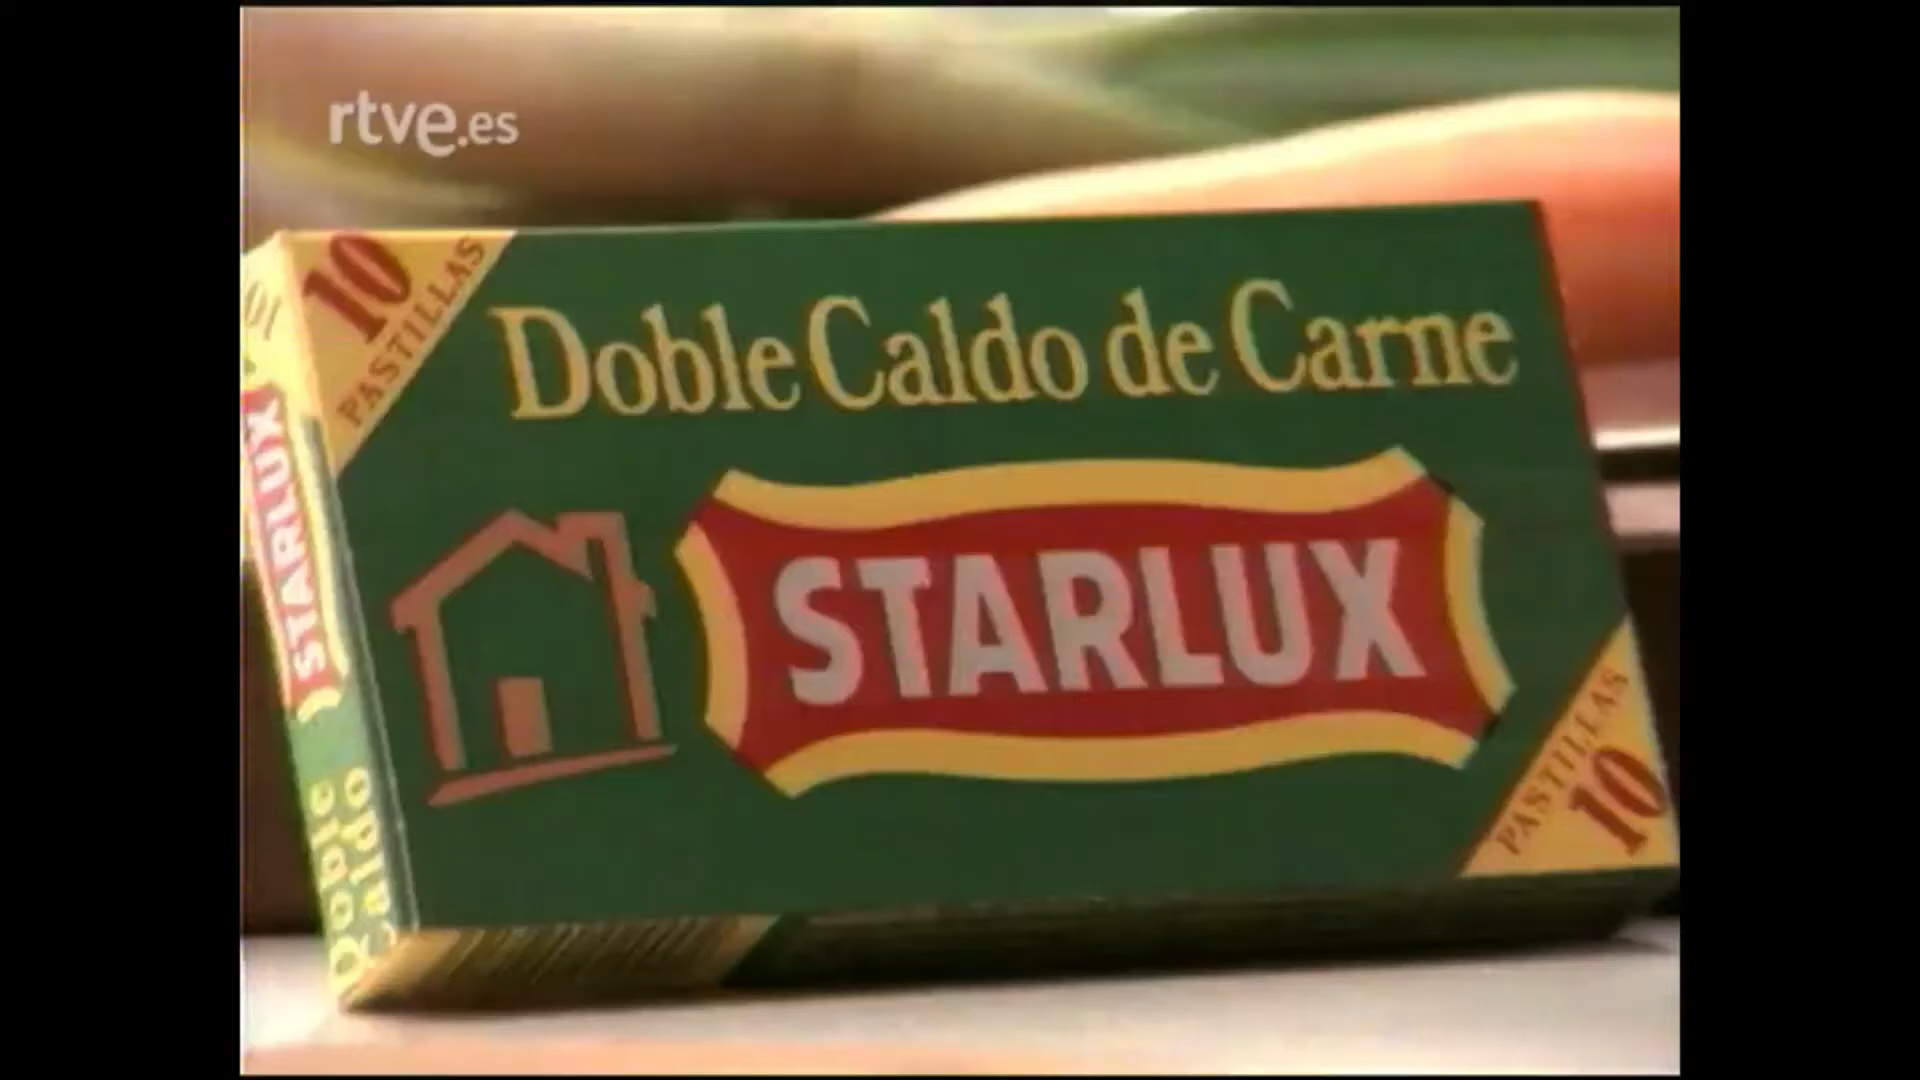 rtve.es
10
PASTILLAS
Doble Caldo de Carne
STARLUX
PASTILLAS
10
STARLUX
Doble
Caldo